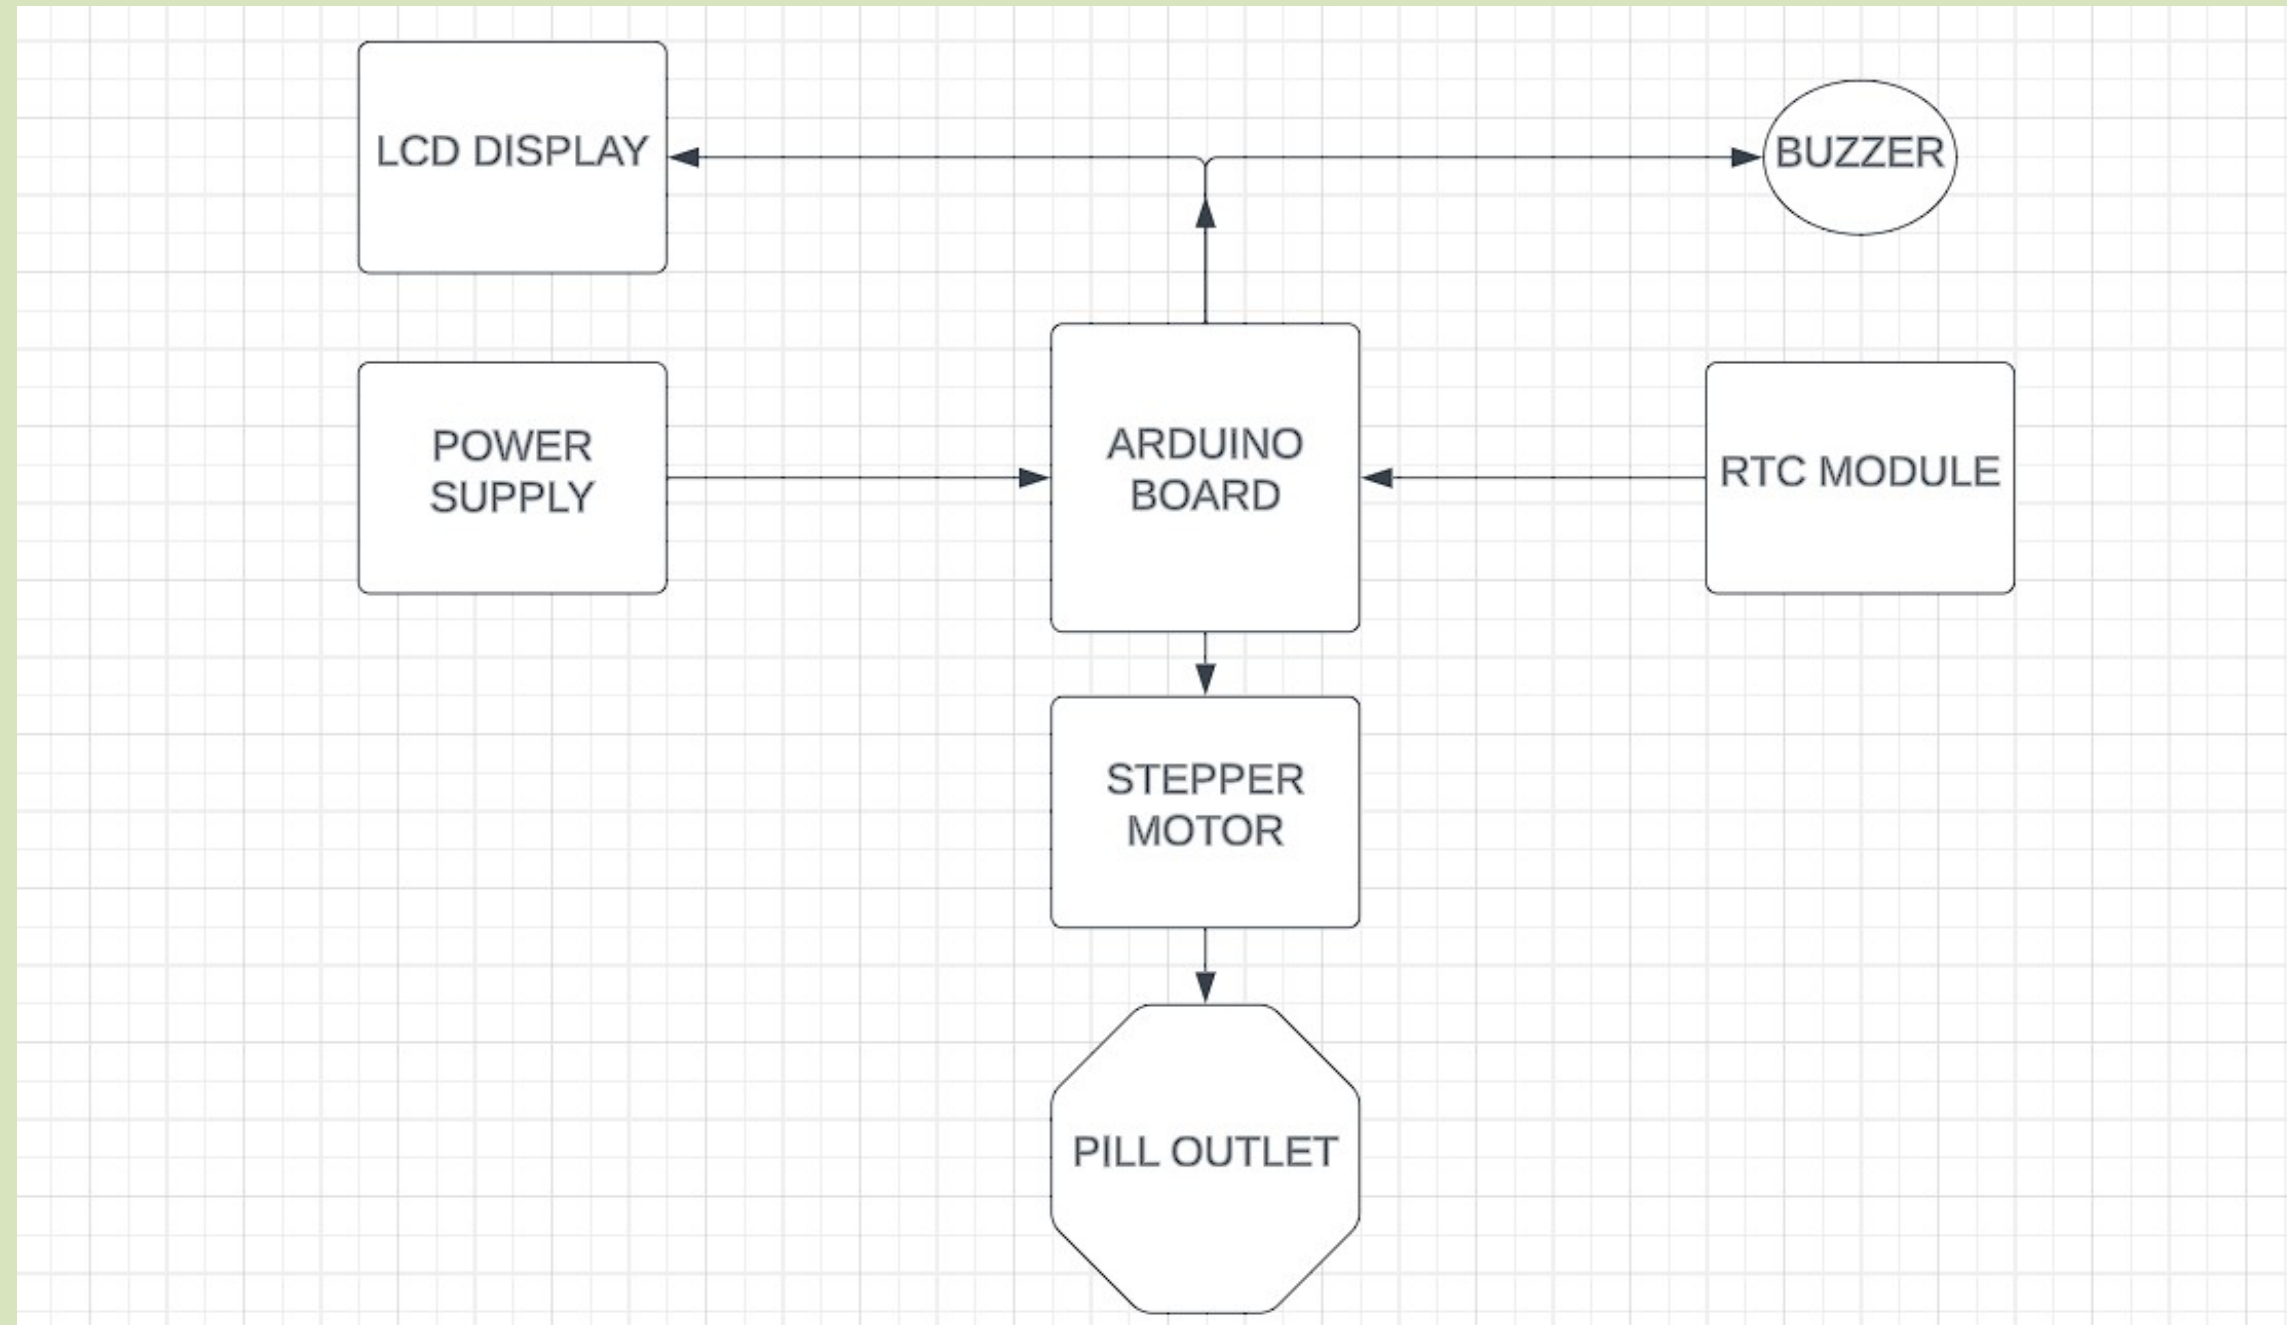 LCD DISPLAY
BUZZER
POWER
SUPPLY
ARDUINO
BOARD
RTC MODULE
STEPPER
MOTOR
PILL OUTLET